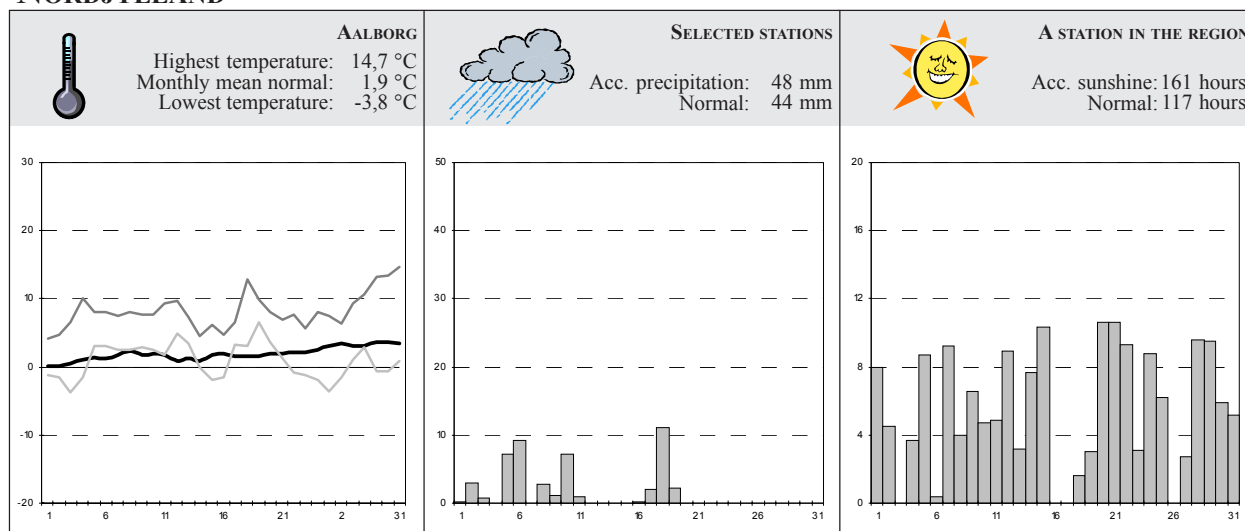 NORDJYLLAND
AALBORG
Highest temperature: 14,7 °C
Monthly mean normal: 1,9 °C
Lowest temperature: -3,8 °C
SELECTED STATIONS
Acc. precipitation: 48 mm
Normal: 44 mm
A STATION IN THE REGION
Acc. sunshine: 161 hours
Normal: 117 hours
30
20
10
0
-10
-20
1 6 11 16 21 2 31
50
40
30
20
10
0
1 6 11 16 21 26 31
20
16
12
8
4
0
1 6 11 16 21 26 31